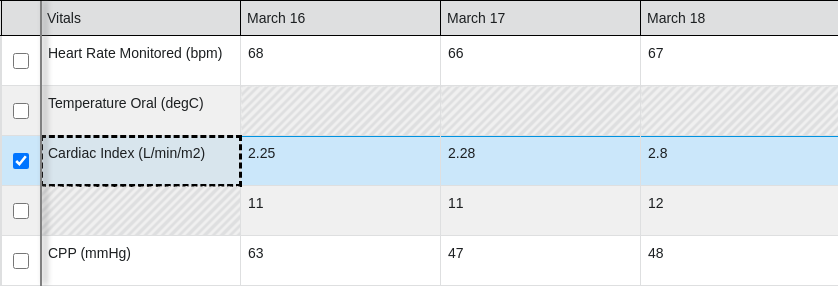 Vitals March 16 March 17 March 18
Heart Rate Monitored (bpm) 68 66 67
Temperature Oral (degC)
Cardiac Index (L/min/m2) 2.25 2.28 2.8
11 11 12
CPP (mmHg) 63 47 48